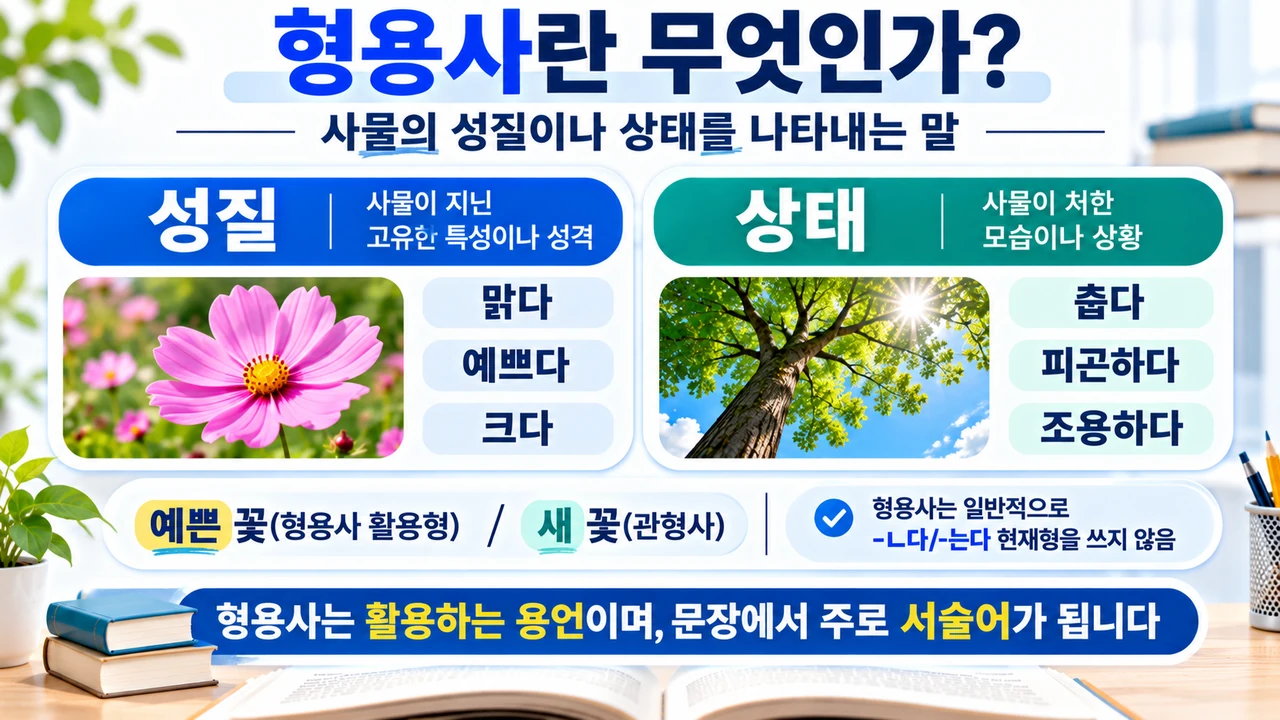 형용사란 무엇인가?
사물의 성질이나 상태를 나타내는 말
성질
사물이 지닌
고유한 특성이나 성격
맑다
예쁘다
크다
상태
사물이 처한
모습이나 상황
춥다
피곤하다
조용하다
예쁜 꽃(형용사 활용형) / 새 꽃(관형사)
형용사는 일반적으로
-ㄴ다/-는다 현재형을 쓰지 않음
형용사는 활용하는 용언이며, 문장에서 주로 서술어가 됩니다